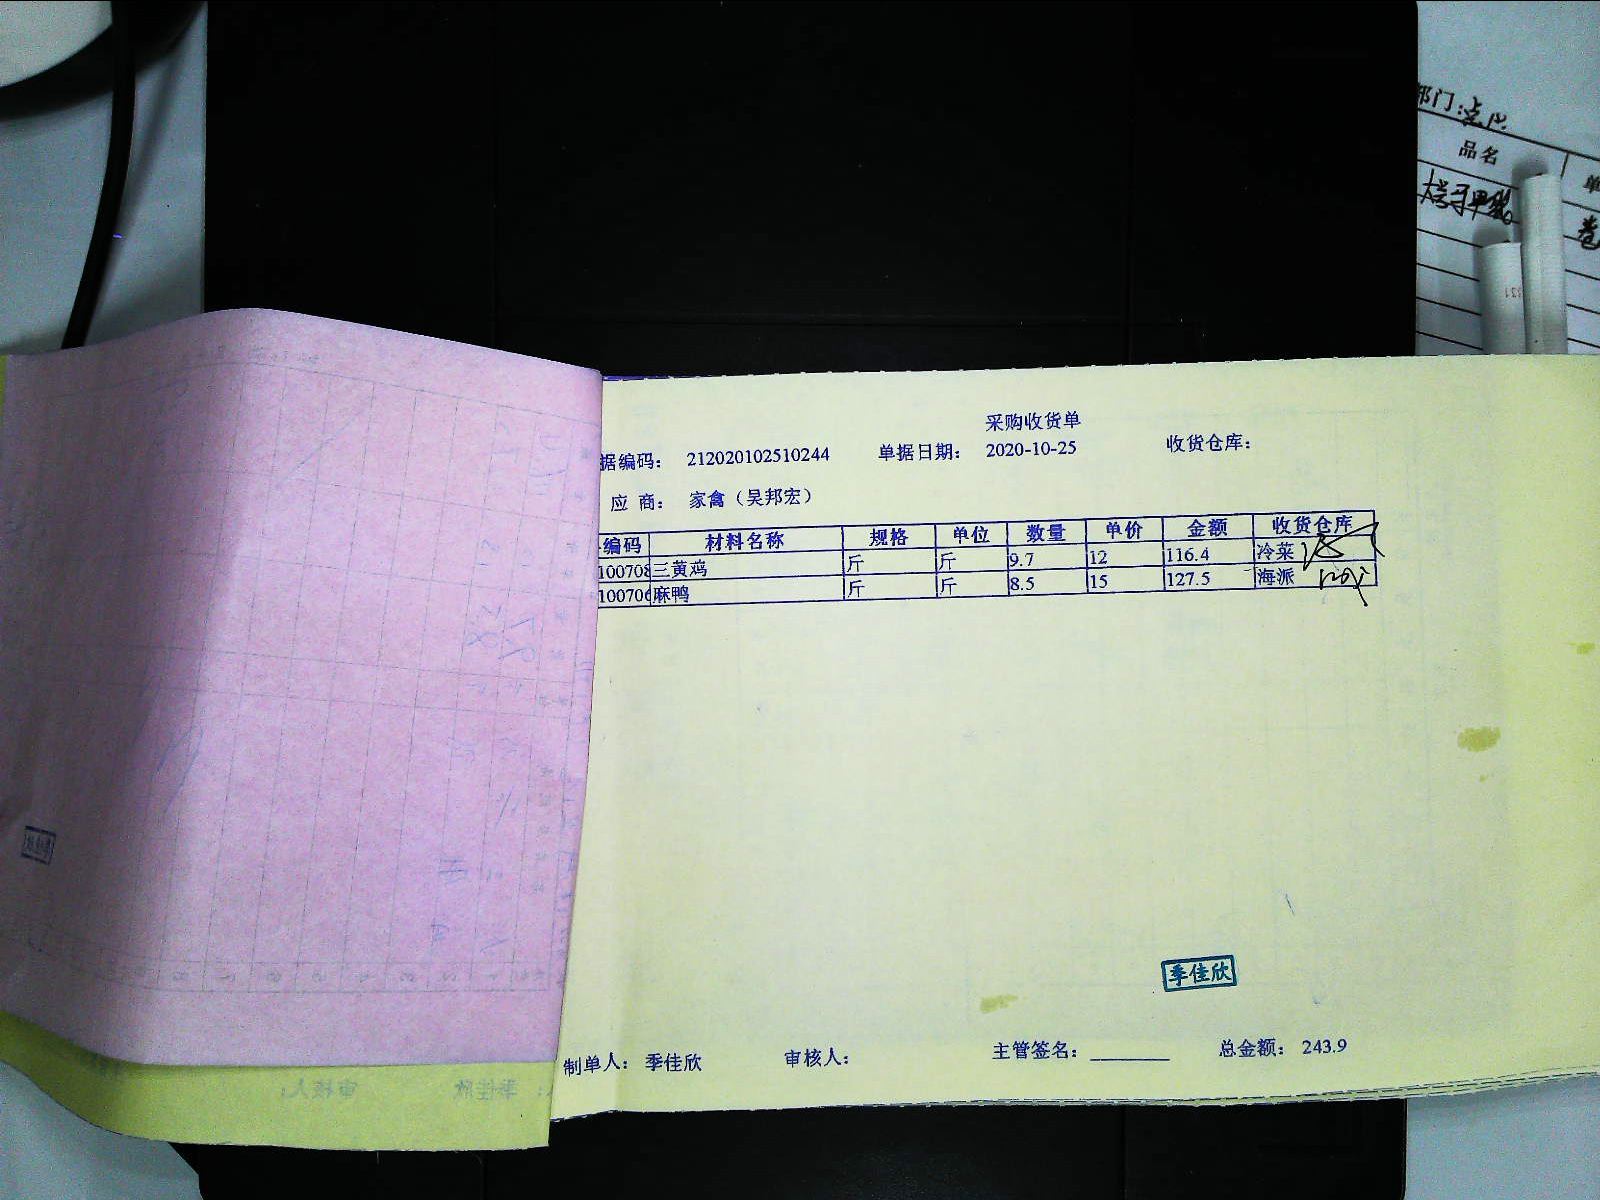 部门:
品名
单
卷
采购收货单
据编码: 212020102510244 单据日期: 2020-10-25 收货仓库:
应 商: 家禽（吴邦宏）
编码 材料名称 规格 单位 数量 单价 金额 收货仓库
100708 三黄鸡 斤 斤 9.7 12 116.4 冷菜
100706 麻鸭 斤 斤 8.5 15 127.5 海派
季佳欣
制单人: 季佳欣 审核人: 主管签名: ________ 总金额: 243.9